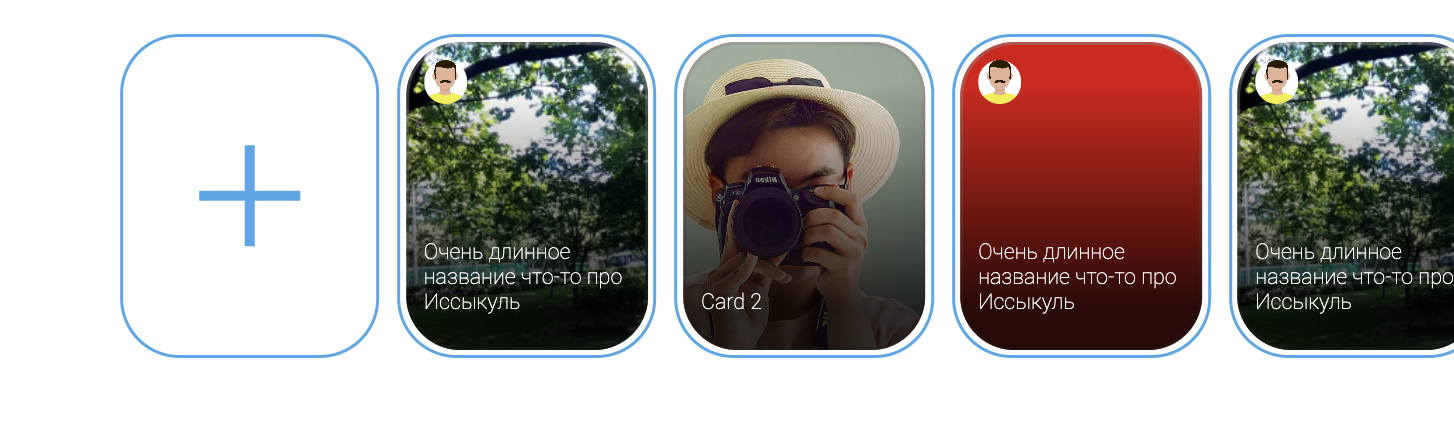 Очень длинное
название что-то про
Иссыкуль
Nikon
Card 2
Очень длинное
название что-то про
Иссыкуль
Очень длинное
название что-то про
Иссыкуль